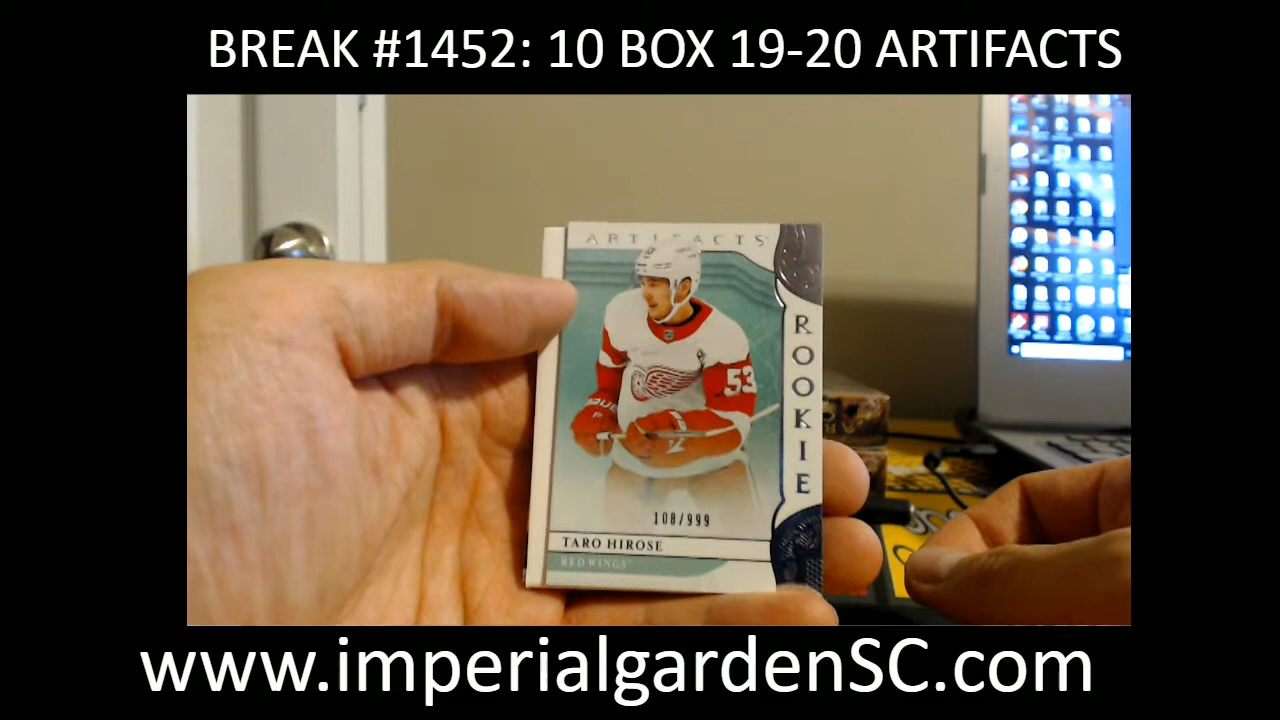 BREAK #1452: 10 BOX 19-20 ARTIFACTS
ARTIFACTS
ROOKIE
53
108/999
TARO HIROSE
RED WINGS
www.imperialgardenSC.com